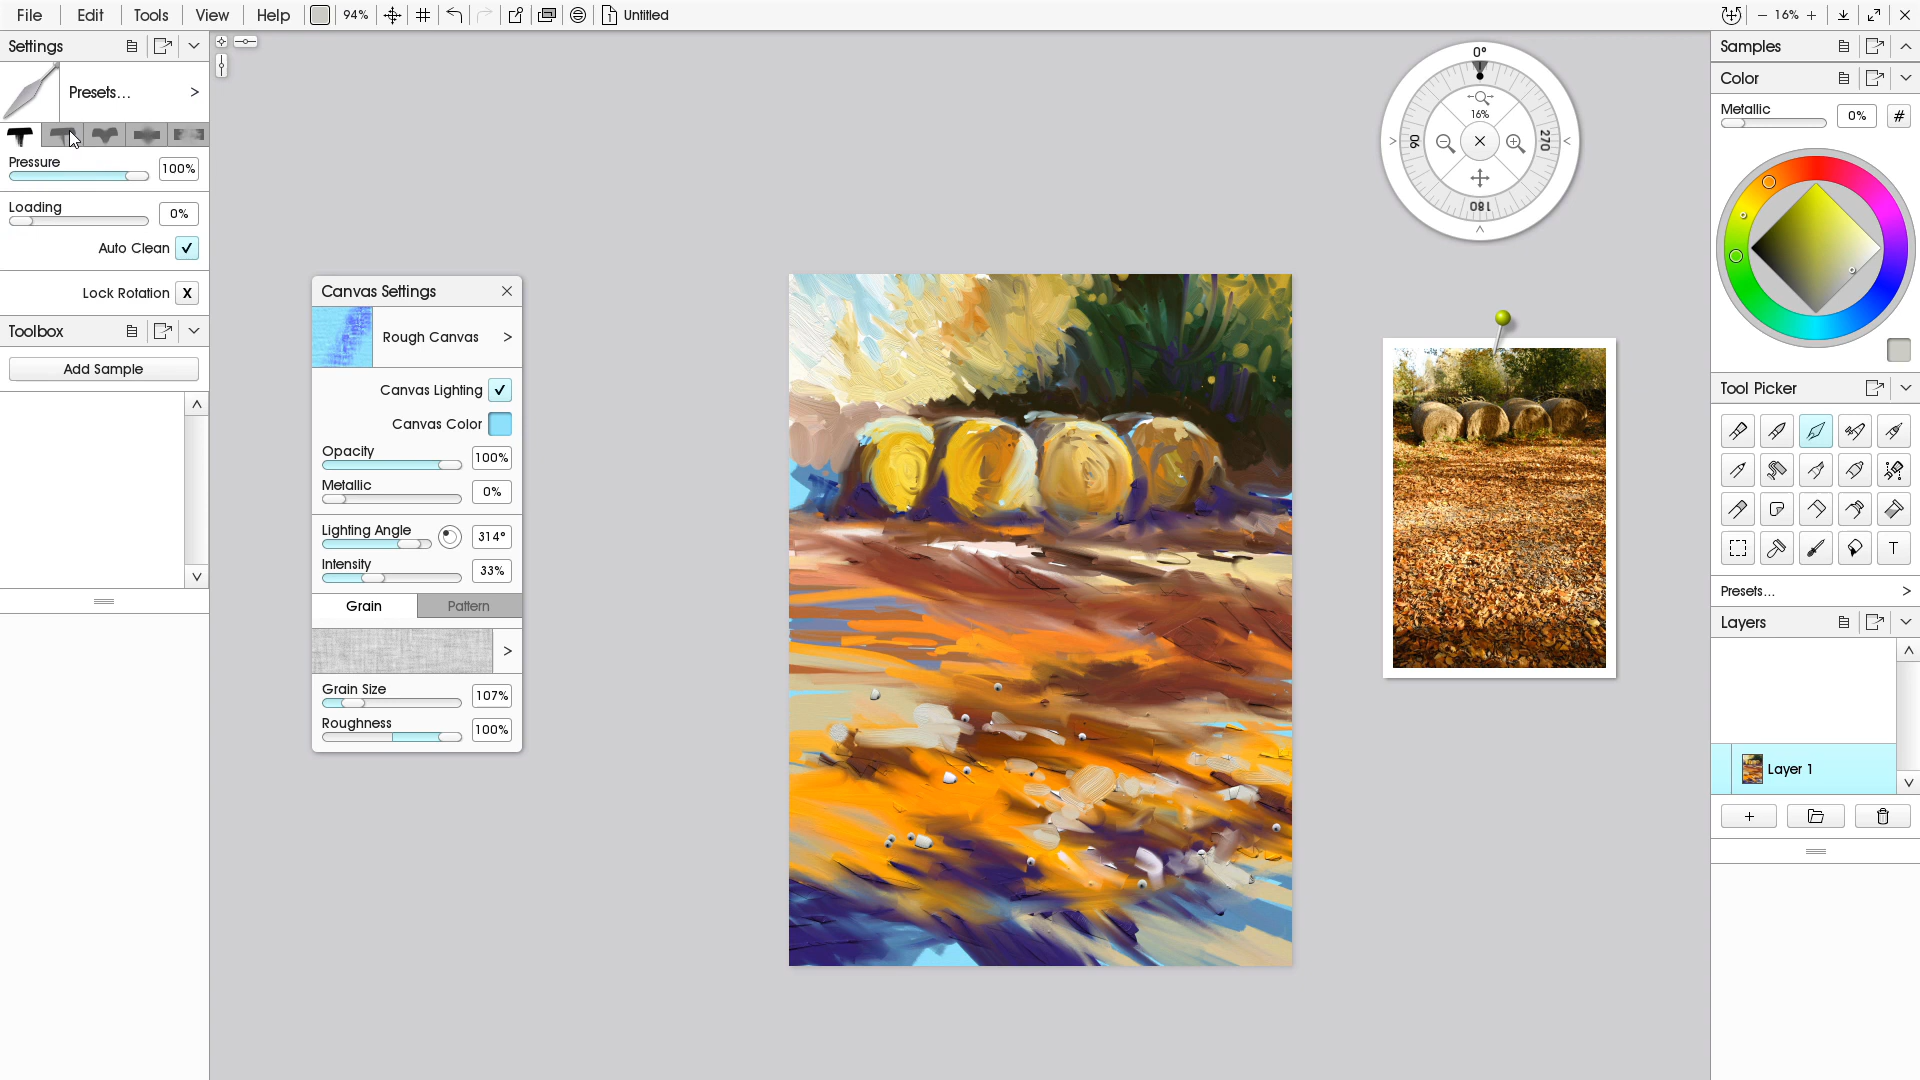 File Edit Tools View Help 94% Untitled 16%
Settings
Presets...
Pressure
100%
Loading
0%
Auto Clean
Lock Rotation X
Toolbox
Add Sample
Canvas Settings
Rough Canvas
Canvas Lighting
Canvas Color
Opacity
100%
Metallic
0%
Lighting Angle
314°
Intensity
33%
Grain Pattern
Grain Size
107%
Roughness
100%
0°
16%
90
270
180
Samples
Color
Metallic
0% #
Tool Picker
T
Presets...
Layers
Layer 1